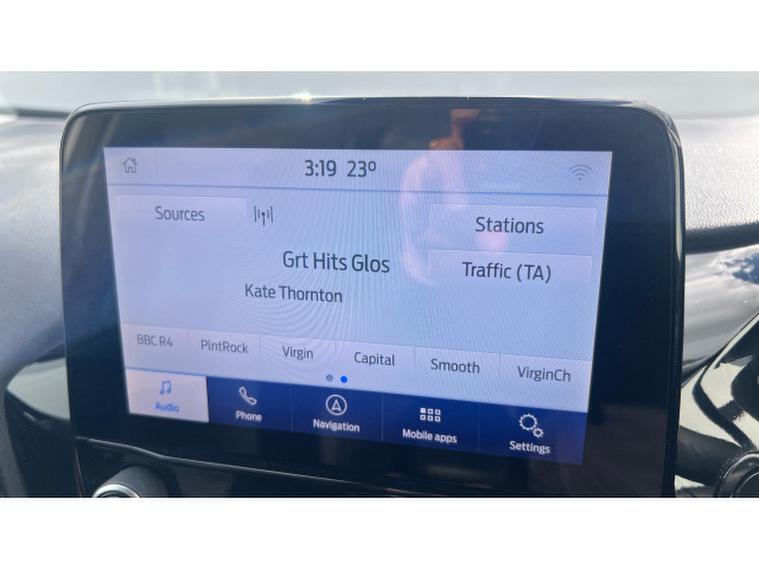 3:19 23º
Sources
Stations
Grt Hits Glos
Traffic (TA)
Kate Thornton
BBC R4 PlntRock Virgin Capital Smooth VirginCh
Audio Phone Navigation Mobile apps Settings